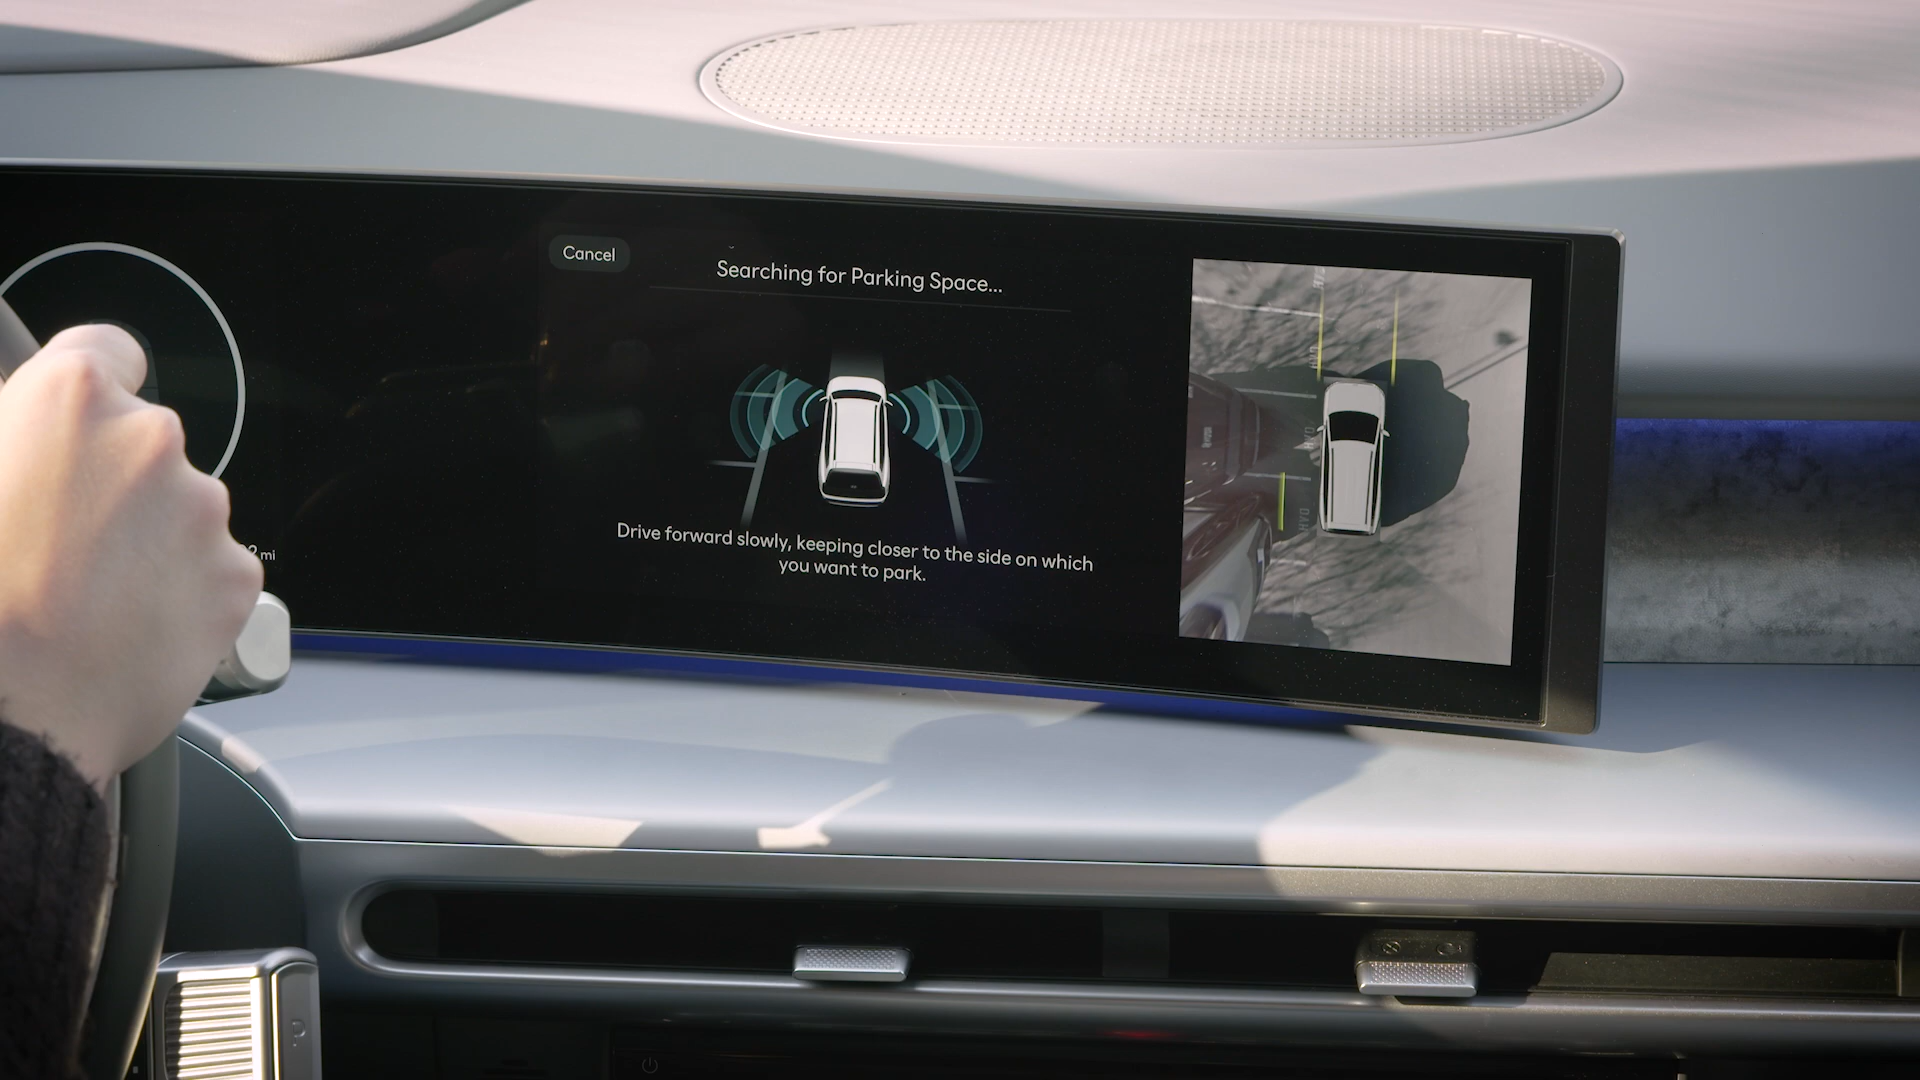 Cancel
Searching for Parking Space...
Drive forward slowly, keeping closer to the side on which
you want to park.
mi
P